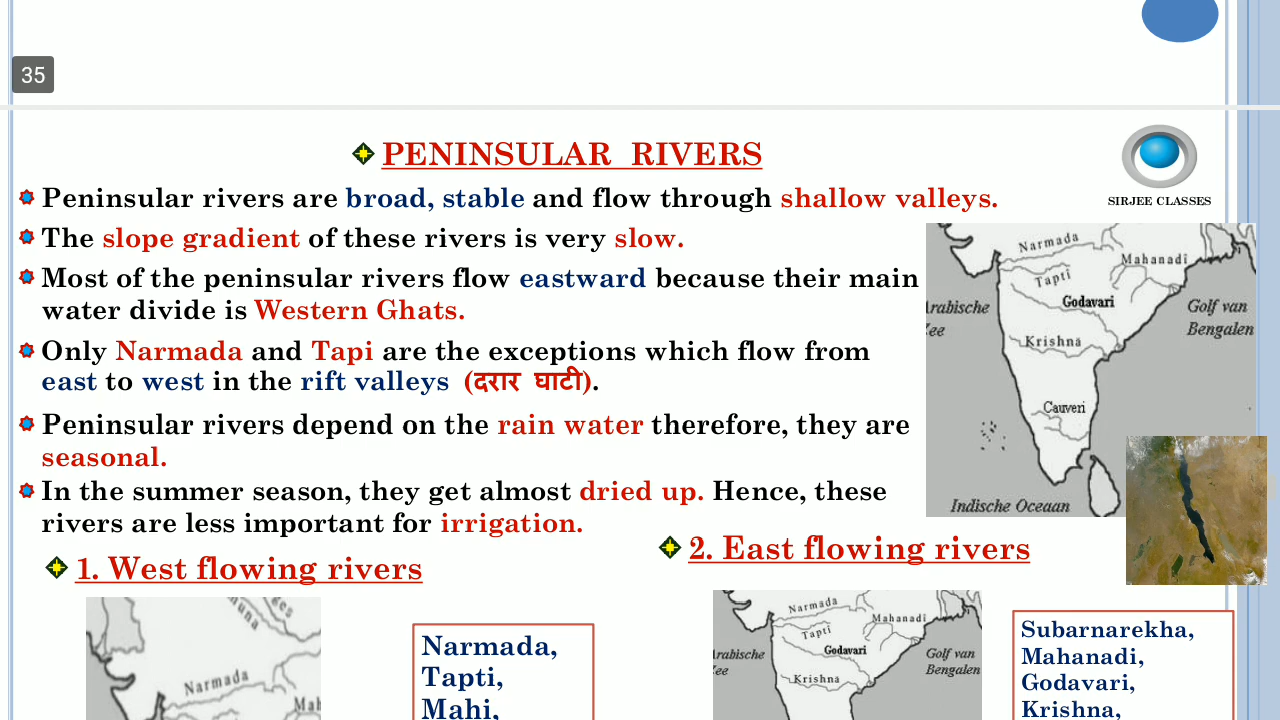 35
PENINSULAR RIVERS
SIRJEE CLASSES
Peninsular rivers are broad, stable and flow through shallow valleys.
The slope gradient of these rivers is very slow.
Most of the peninsular rivers flow eastward because their main
water divide is Western Ghats.
Only Narmada and Tapi are the exceptions which flow from
east to west in the rift valleys (दरार घाटी).
Peninsular rivers depend on the rain water therefore, they are
seasonal.
In the summer season, they get almost dried up. Hence, these
rivers are less important for irrigation.
Narmada
Mahanadi
Tapti
Godavari
Golf van
Bengalen
Krishna
Cauveri
Indische Oceaan
1. West flowing rivers
Narmada
Narmada,
Tapti,
Mahi,
2. East flowing rivers
Narmada
Mahanadi
Tapti
Godavari
Golf van
Bengalen
Krishna
Subarnarekha,
Mahanadi,
Godavari,
Krishna,